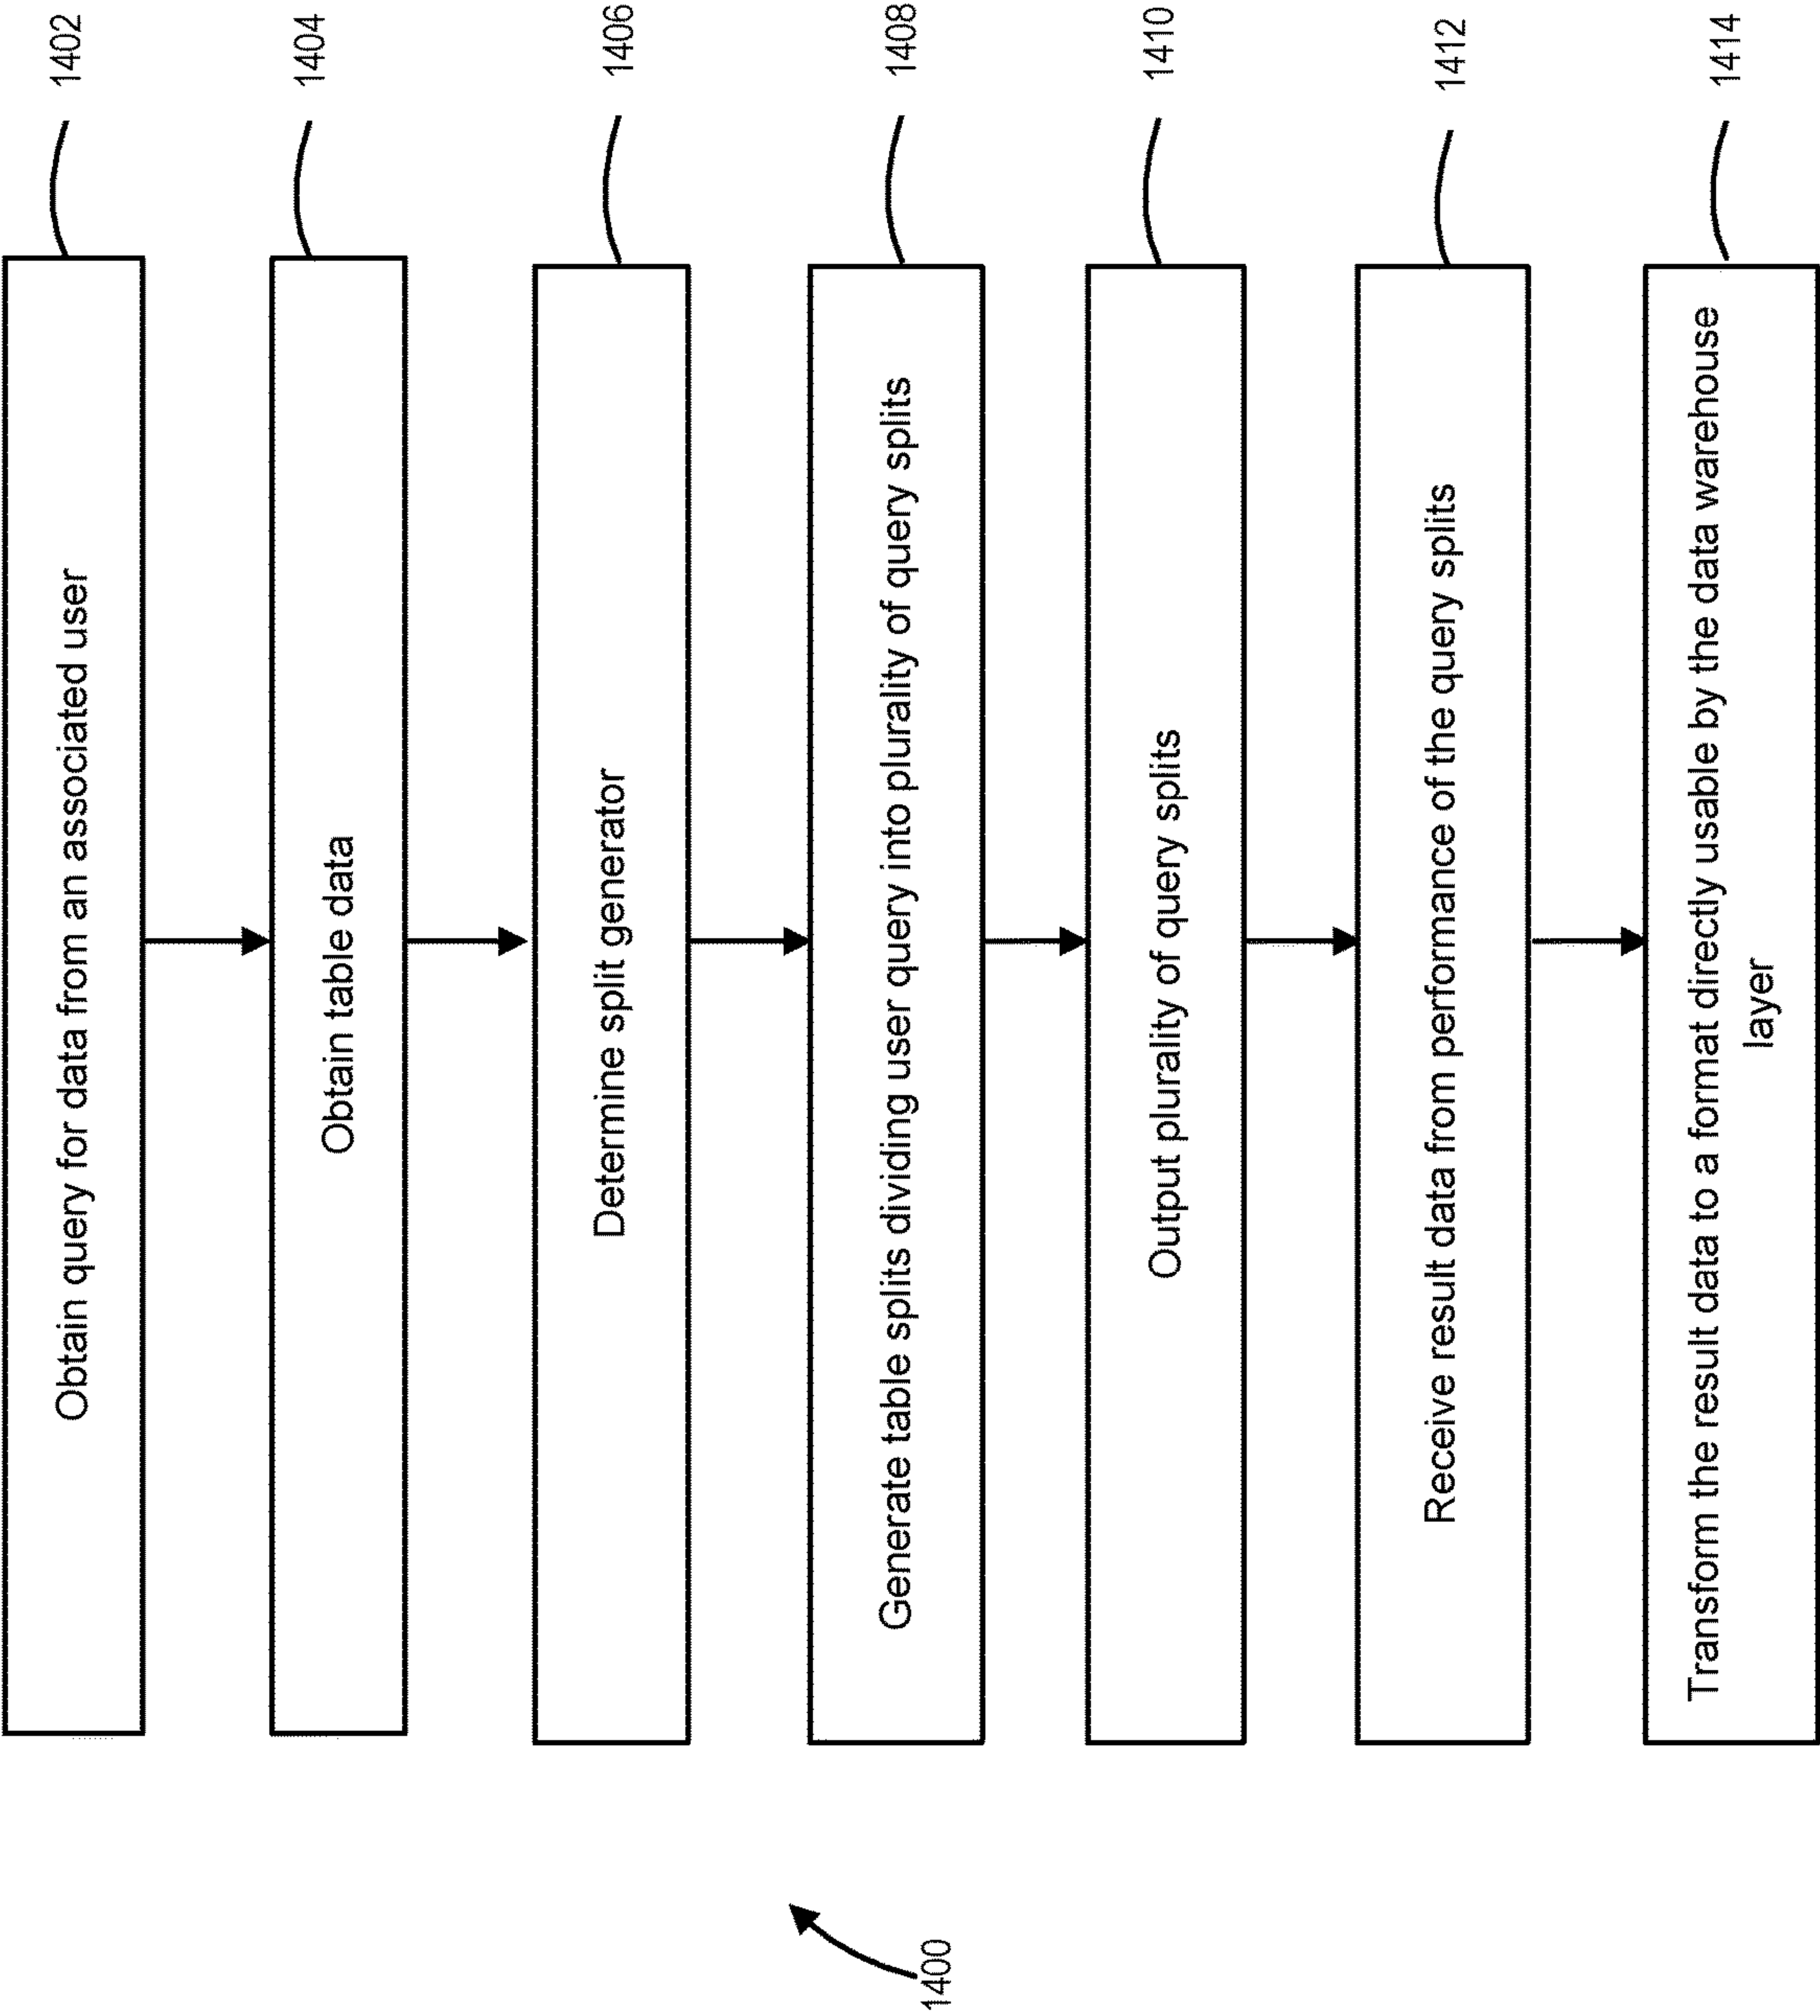 Obtain query for data from an associated user
1402
Obtain table data
1404
Determine split generator
1406
Generate table splits dividing user query into plurality of query splits
1408
Output plurality of query splits
1410
Receive result data from performance of the query splits
1412
Transform the result data to a format directly usable by the data warehouse
layer
1414
1400